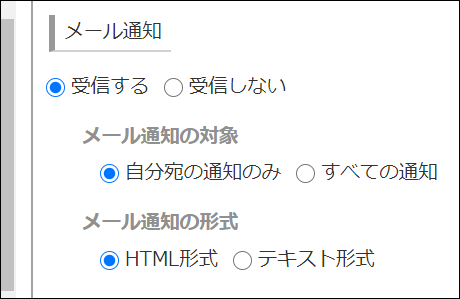 メール通知
受信する 受信しない
メール通知の対象
自分宛の通知のみ すべての通知
メール通知の形式
HTML形式 テキスト形式